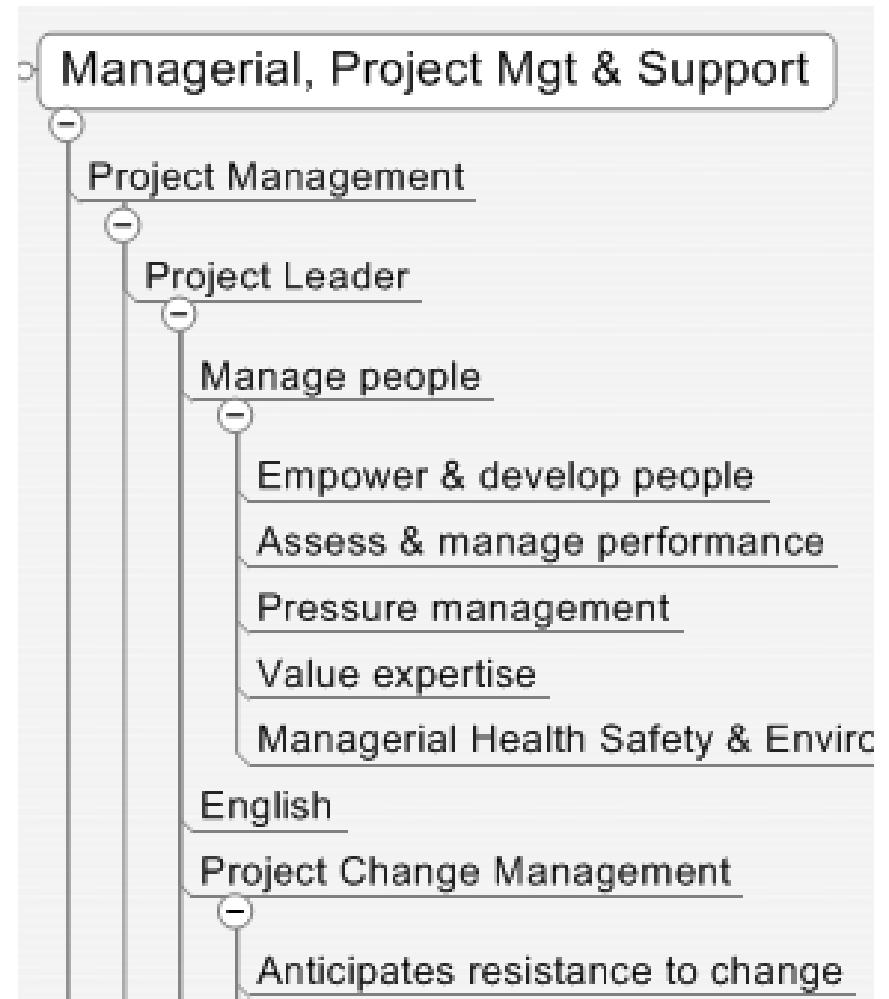 Managerial, Project Mgt & Support
Project Management
Project Leader
Manage people
Empower & develop people
Assess & manage performance
Pressure management
Value expertise
Managerial Health Safety & Enviro
English
Project Change Management
Anticipates resistance to change